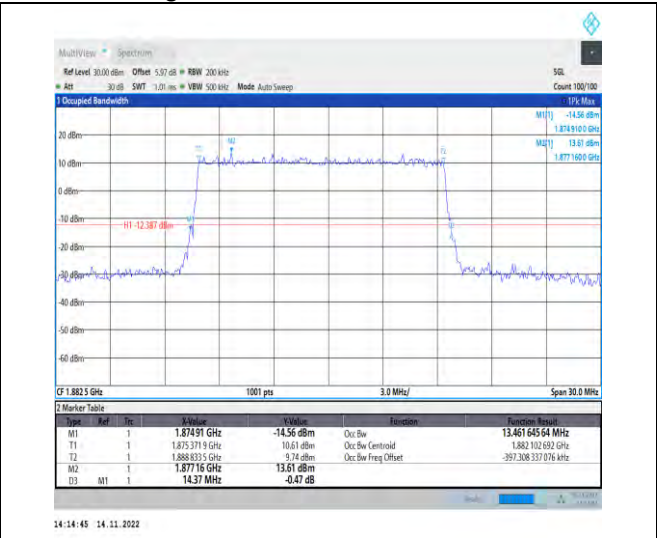 MultiView Spectrum
Ref Level 30.00 dBm Offset 5.97 dB RBW 200 kHz SGL
Att 30 dB SWT 1.01 ms VBW 500 kHz Mode Auto Sweep Count 100/100
1 Occupied Bandwidth 1Pk Max
M1[1] -14.56 dBm
1.874 910 0 GHz
M2[1] 13.61 dBm
1.877 160 0 GHz
20 dBm
M2
T1 T2
10 dBm
0 dBm
-10 dBm
M1
H1 -12.387 dBm
-20 dBm
-30 dBm
-40 dBm
-50 dBm
-60 dBm
CF 1.882 5 GHz 1001 pts 3.0 MHz/ Span 30.0 MHz
2 Marker Table
Type Ref Trc X-Value Y-Value Function Function Result
M1 1 1.874 91 GHz -14.56 dBm Occ Bw 13.461 645 64 MHz
T1 1 1.875 371 9 GHz 10.61 dBm Occ Bw Centroid 1.882 102 692 GHz
T2 1 1.888 833 5 GHz 9.74 dBm Occ Bw Freq Offset -397.308 337 076 kHz
M2 1 1.877 16 GHz 13.61 dBm
D3 M1 1 14.37 MHz -0.47 dB
14:14:45 14.11.2022